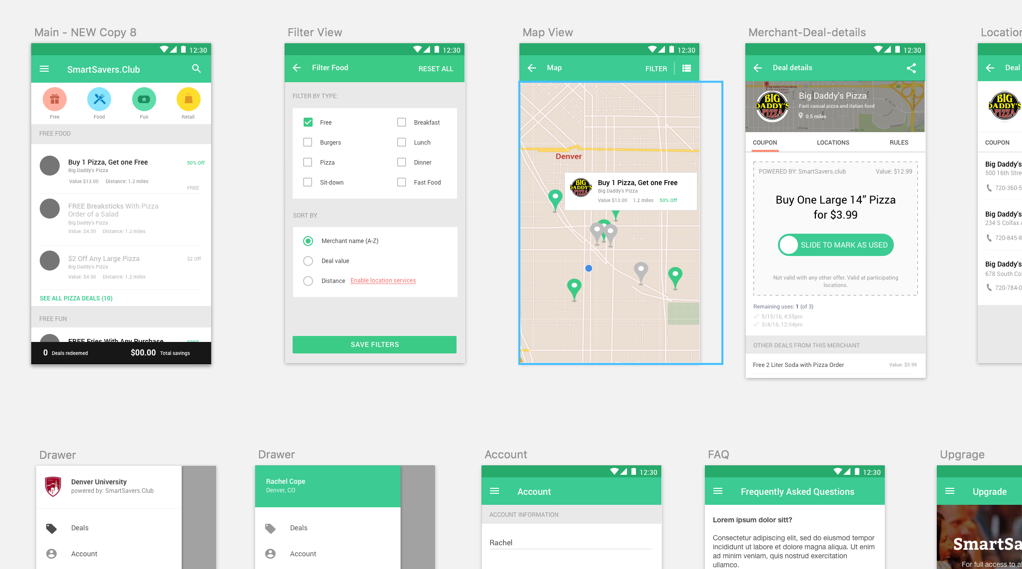 Main - NEW Copy 8
12:30
SmartSavers.Club
Free
Food
Fun
Retail
FREE FOOD
Buy 1 Pizza, Get one Free
50% Off
Big Daddy's Pizza
Value $13.00 Distance: 1.2 miles
FREE
FREE Breaksticks With Pizza
Order of a Salad
Big Daddy's Pizza
Value: $4.50 Distance: 1.2 miles
$2 Off Any Large Pizza
$2 Off
Big Daddy's Pizza
Value: $4.50 Distance: 1.2 miles
SEE ALL PIZZA DEALS (10)
FREE FUN
FREE Fries With Any Purchase
0 Deals redeemed
$00.00 Total savings
Filter View
12:30
Filter Food
RESET ALL
FILTER BY TYPE:
Free
Breakfast
Burgers
Lunch
Pizza
Dinner
Sit-down
Fast Food
SORT BY
Merchant name (A-Z)
Deal value
Distance Enable location services
SAVE FILTERS
Map View
12:30
Map
FILTER
Denver
BIG DADDY'S PIZZA
Buy 1 Pizza, Get one Free
Big Daddy's Pizza
Value $13.00 1.2 miles 50% Off
Merchant-Deal-details
12:30
Deal details
BIG DADDY'S PIZZA
Big Daddy's Pizza
Fast casual pizza and italian food
0.5 miles
COUPON
LOCATIONS
RULES
POWERED BY: SmartSavers.club
Value: $12.99
Buy One Large 14" Pizza
for $3.99
SLIDE TO MARK AS USED
Not valid with any other offer. Valid at participating
locations.
Remaining uses: 1 (of 3)
5/15/16, 4:55pm
5/8/16, 12:04pm
OTHER DEALS FROM THIS MERCHANT
Free 2 Liter Soda with Pizza Order
Value: $5.99
Location
Deal
COUPON
Big Daddy's
500 16th Stre
720-360-5
Big Daddy's
234 S Colfax
720-845-8
Big Daddy's
678 South Co
720-784-0
Drawer
Denver University
powered by: SmartSavers.Club
Deals
Account
Drawer
Rachel Cope
Denver, CO
Deals
Account
Account
12:30
Account
ACCOUNT INFORMATION
Rachel
FAQ
12:30
Frequently Asked Questions
Lorem ipsum dolor sitt?
Consectetur adipiscing elit, sed do eiusmod tempor
incididunt ut labore et dolore magna aliqua. Ut enim
ad minim veniam, quis nostrud exercitation
ullamco.
Upgrage
Upgrade
SmartSa
For full access to a